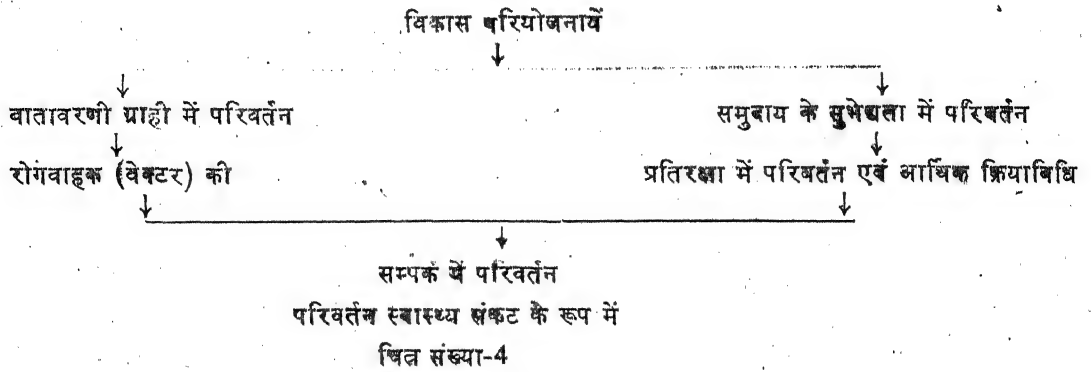 विकास परियोजनायें
वातावरणी ग्राही में परिवर्तन
समुदाय के सुभेद्यता में परिवर्तन
रोगवाहक (वेक्टर) की
प्रतिरक्षा में परिवर्तन एवं आर्थिक क्रियाविधि
सम्पर्क में परिवर्तन
परिवर्तन स्वास्थ्य संकट के रूप में
चित्र संख्या-4